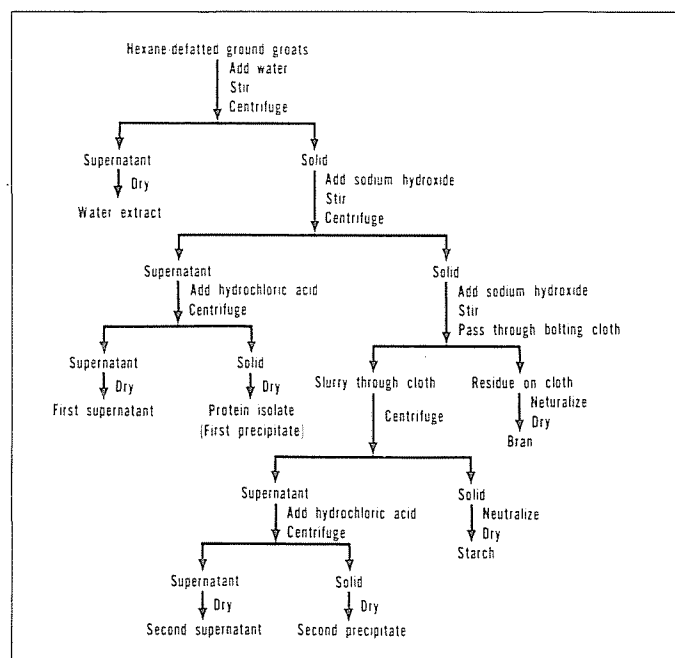 Hexane-defatted ground groats
Add water
Stir
Centrifuge
Supernatant
Solid
Dry
Add sodium hydroxide
Stir
Centrifuge
Water extract
Supernatant
Solid
Add hydrochloric acid
Centrifuge
Add sodium hydroxide
Stir
Pass through bolting cloth
Supernatant
Solid
Slurry through cloth
Residue on cloth
Dry
Dry
Neturalize
Dry
First supernatant
Protein isolate
(First precipitate)
Centrifuge
Bran
Supernatant
Solid
Add hydrochloric acid
Centrifuge
Neutralize
Dry
Starch
Supernatant
Solid
Dry
Dry
Second supernatant
Second precipitate